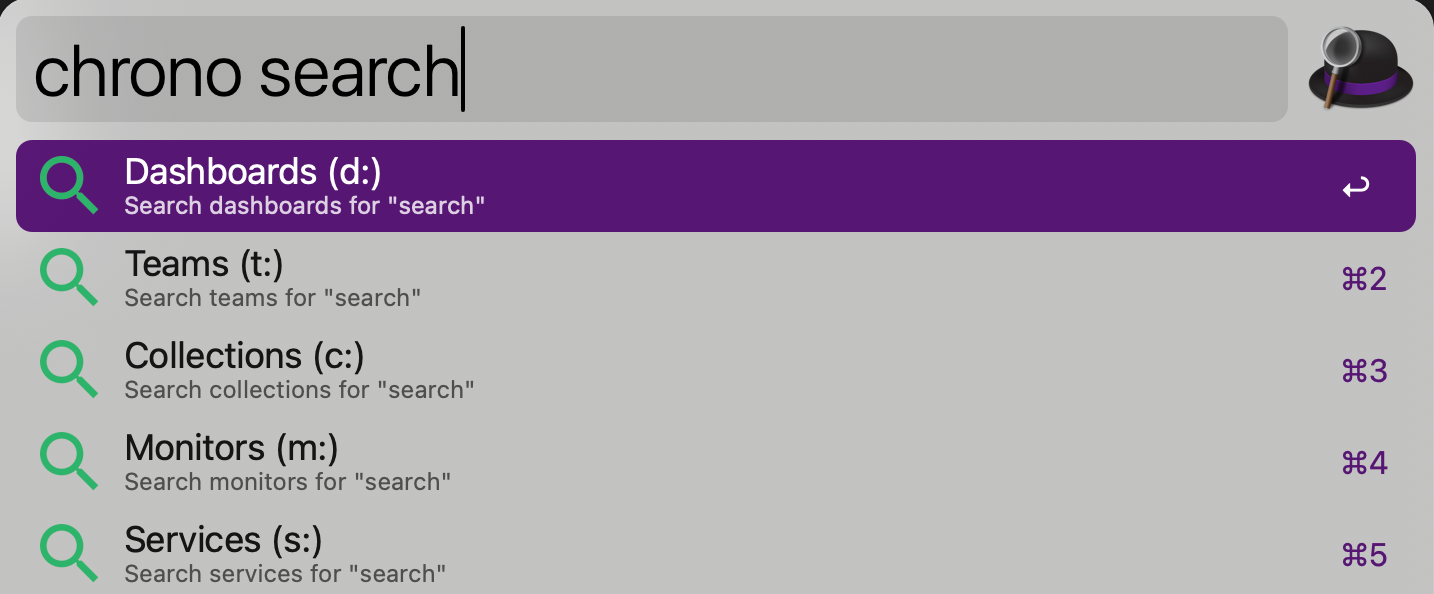 chrono search
Dashboards (d:)
Search dashboards for "search"
↩
Teams (t:)
Search teams for "search"
⌘2
Collections (c:)
Search collections for "search"
⌘3
Monitors (m:)
Search monitors for "search"
⌘4
Services (s:)
Search services for "search"
⌘5